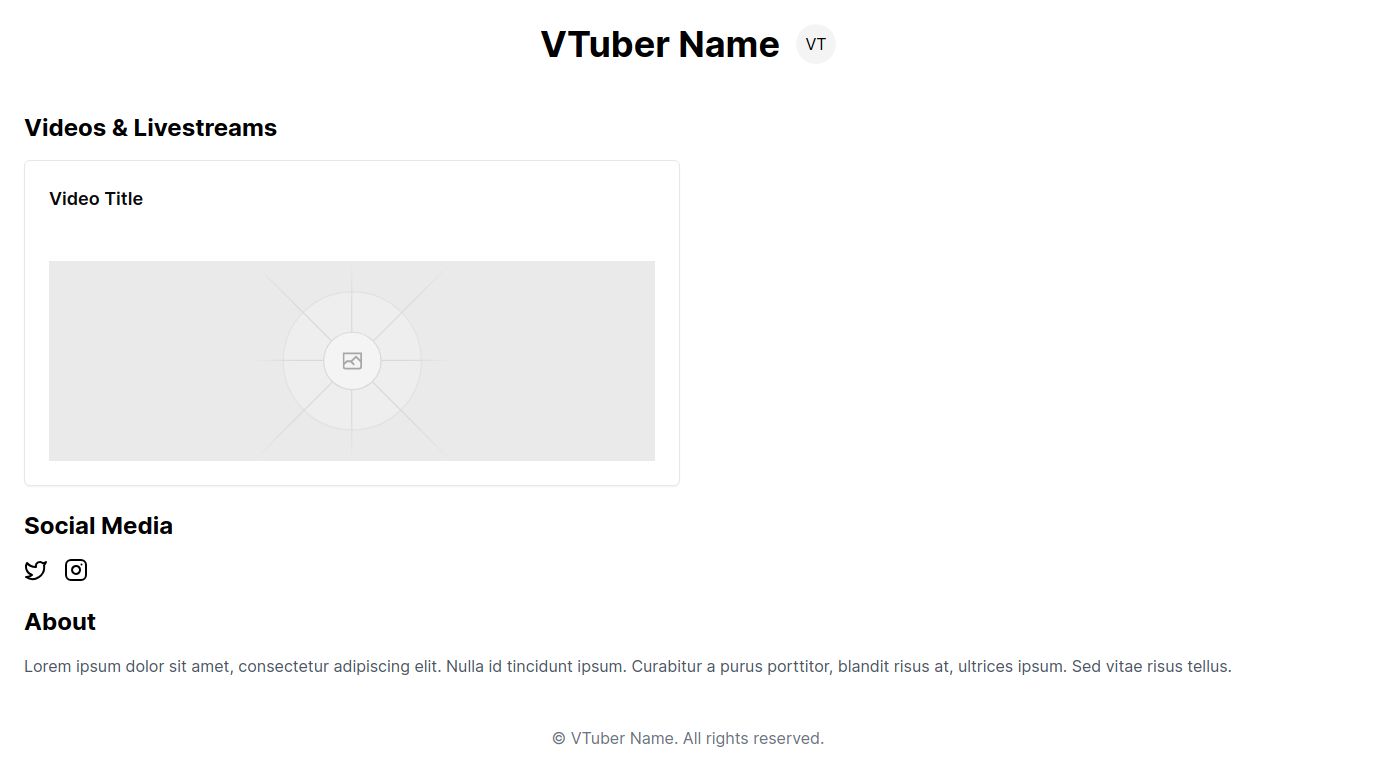 VTuber Name VT
Videos & Livestreams
Video Title
Social Media
About
Lorem ipsum dolor sit amet, consectetur adipiscing elit. Nulla id tincidunt ipsum. Curabitur a purus porttitor, blandit risus at, ultrices ipsum. Sed vitae risus tellus.
© VTuber Name. All rights reserved.